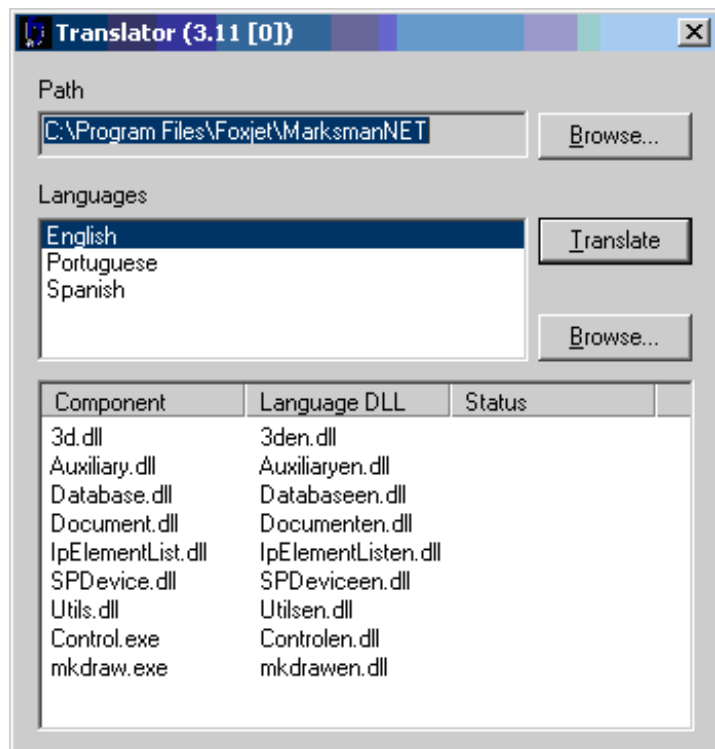 Translator (3.11 [0])
Path
C:\Program Files\Foxjet\MarksmanNET
Browse...
Languages
English
Portuguese
Spanish
Translate
Browse...
Component Language DLL Status
3d.dll 3den.dll
Auxiliary.dll Auxiliaryen.dll
Database.dll Databaseen.dll
Document.dll Documenten.dll
IpElementList.dll IpElementListen.dll
SPDevice.dll SPDeviceen.dll
Utils.dll Utilsen.dll
Control.exe Controlen.dll
mkdraw.exe mkdrawen.dll